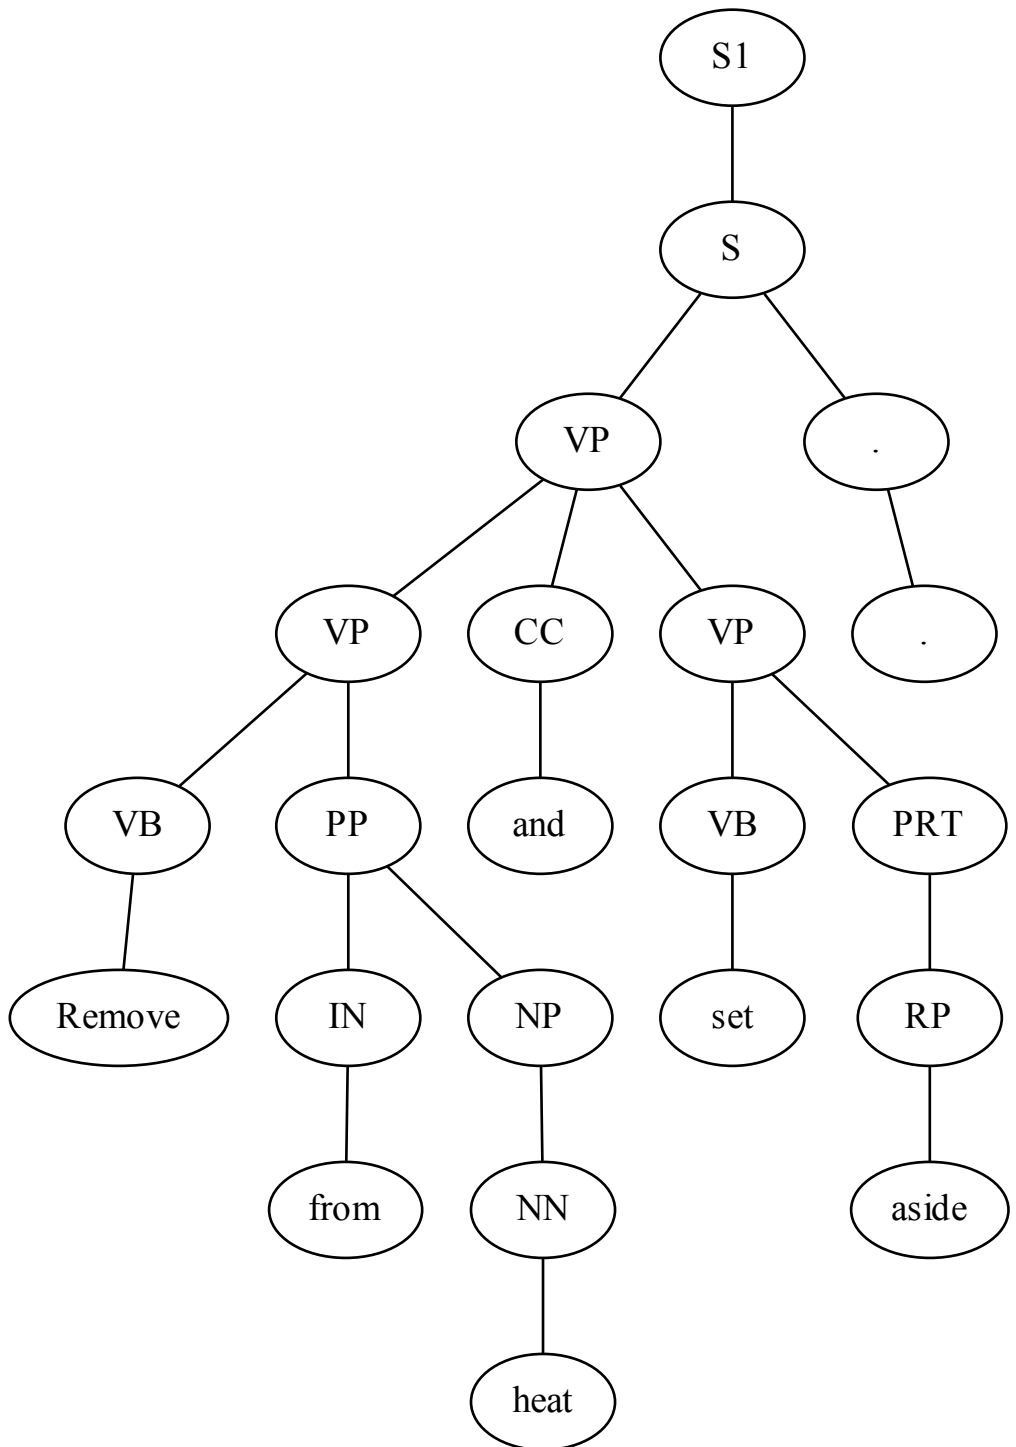 S1
S
VP .
VP CC VP .
VB PP and VB PRT
Remove IN NP set RP
from NN aside
heat